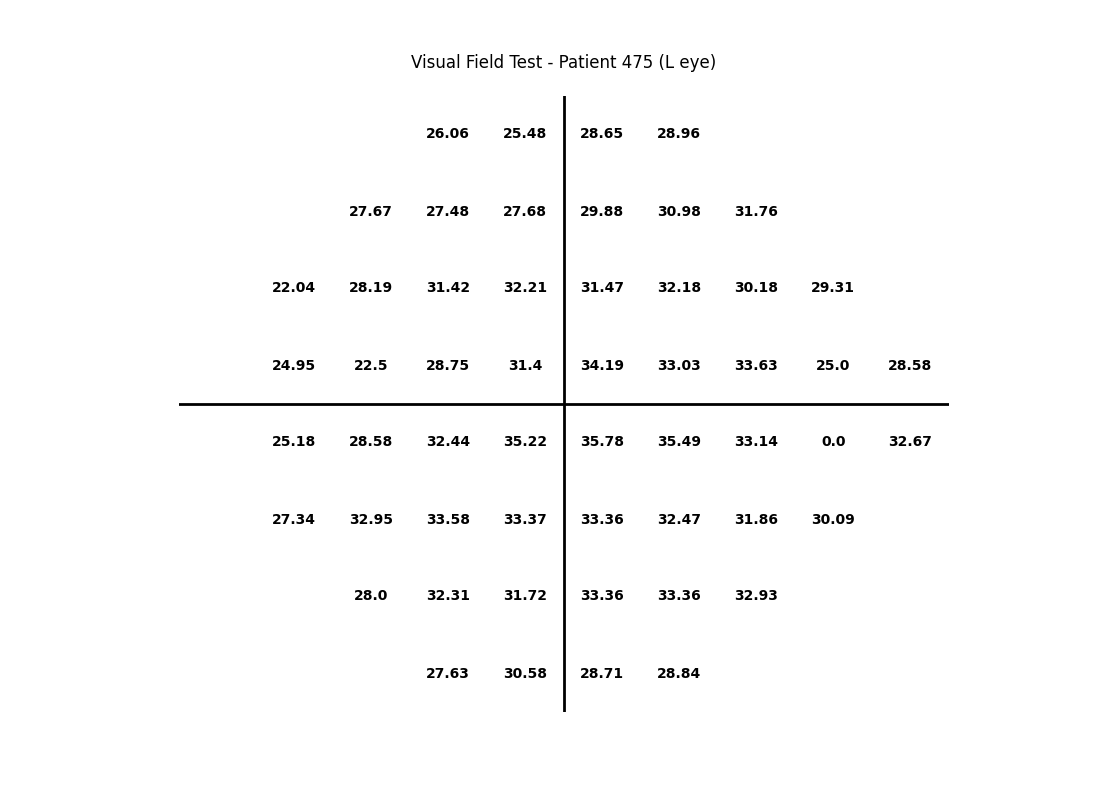 Visual Field Test - Patient 475 (L eye)
26.06 25.48 28.65 28.96
27.67 27.48 27.68 29.88 30.98 31.76
22.04 28.19 31.42 32.21 31.47 32.18 30.18 29.31
24.95 22.5 28.75 31.4 34.19 33.03 33.63 25.0 28.58
25.18 28.58 32.44 35.22 35.78 35.49 33.14 0.0 32.67
27.34 32.95 33.58 33.37 33.36 32.47 31.86 30.09
28.0 32.31 31.72 33.36 33.36 32.93
27.63 30.58 28.71 28.84